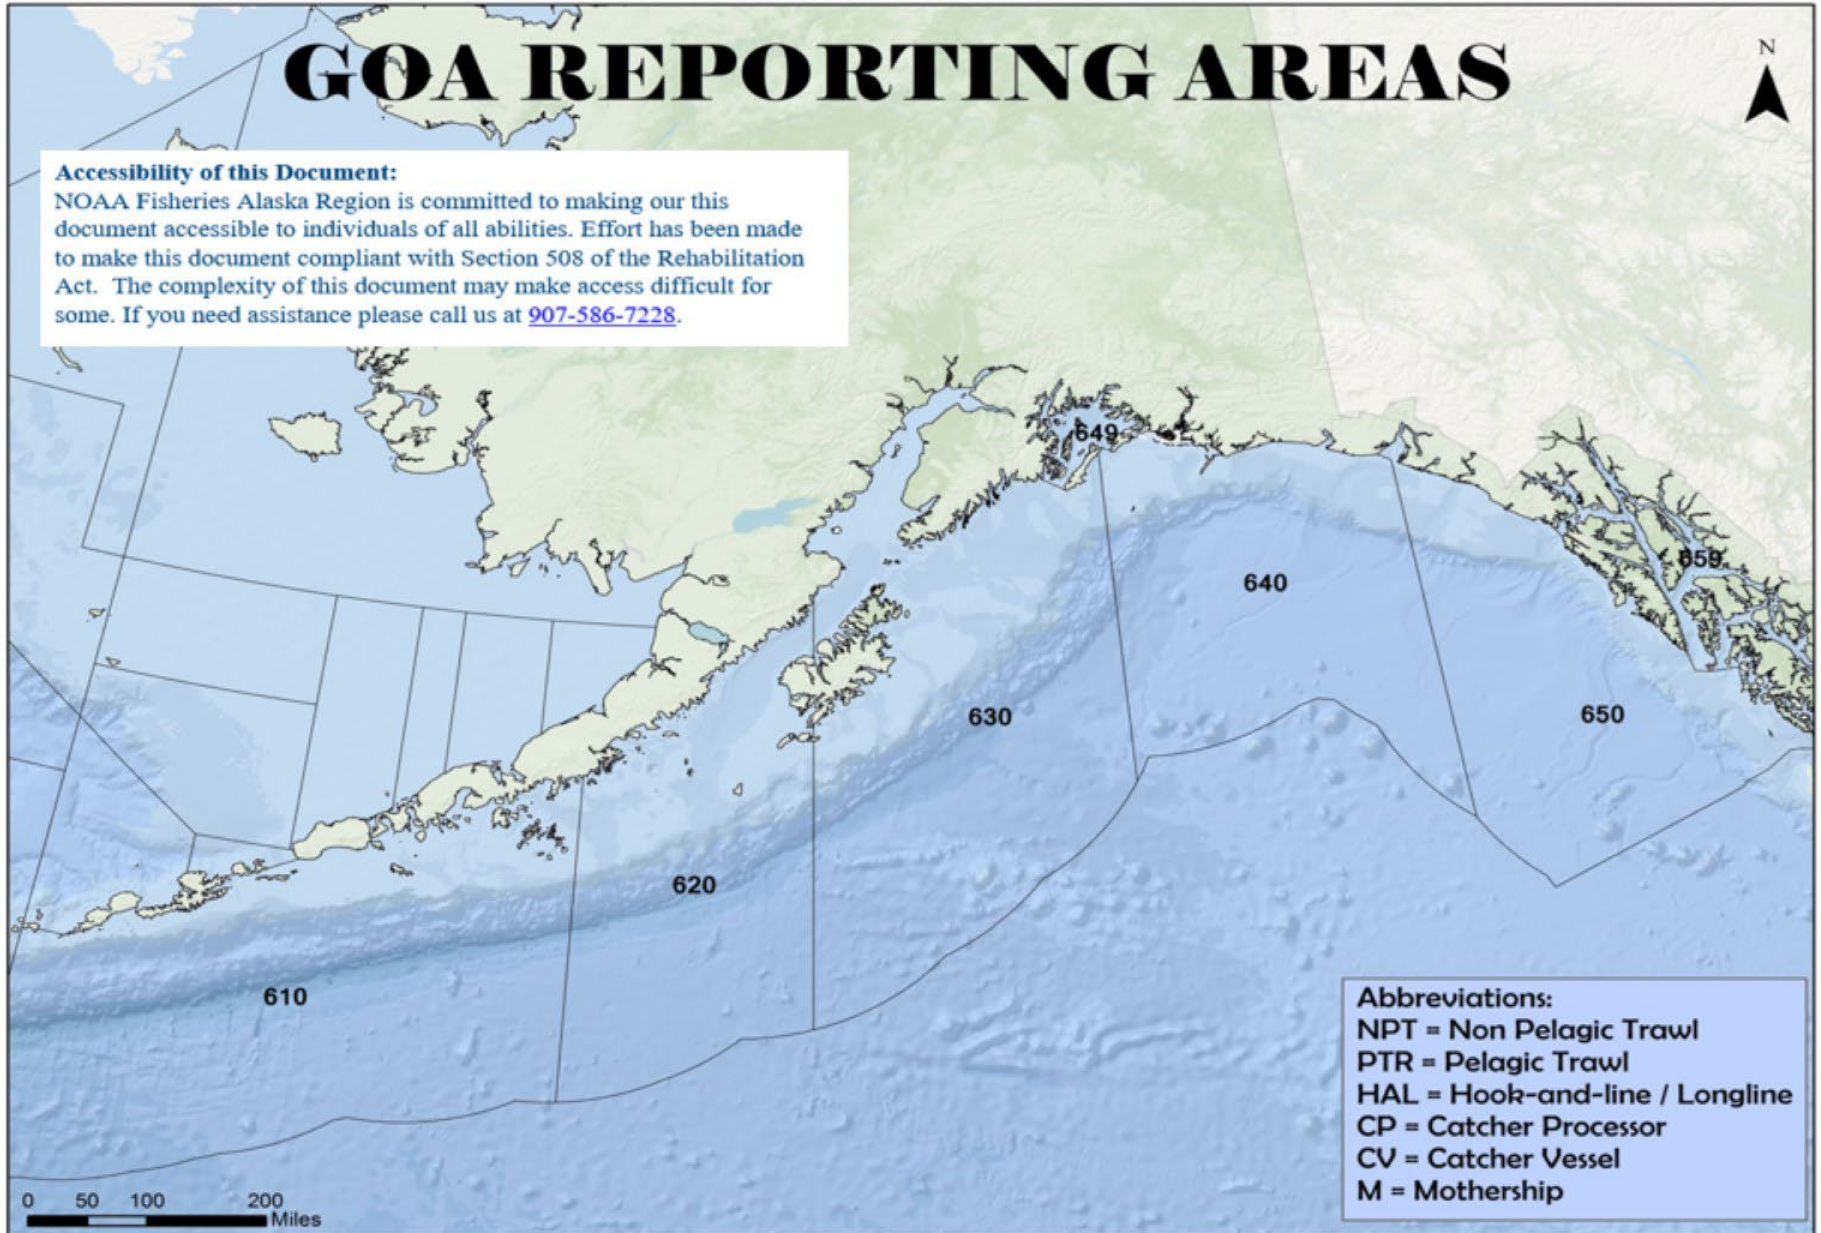 GOA REPORTING AREAS
N
Accessibility of this Document:
NOAA Fisheries Alaska Region is committed to making our this
document accessible to individuals of all abilities. Effort has been made
to make this document compliant with Section 508 of the Rehabilitation
Act. The complexity of this document may make access difficult for
some. If you need assistance please call us at 907-586-7228.
649
659
640
650
630
620
610
Abbreviations:
NPT = Non Pelagic Trawl
PTR = Pelagic Trawl
HAL = Hook-and-line / Longline
CP = Catcher Processor
CV = Catcher Vessel
M = Mothership
0 50 100 200
Miles